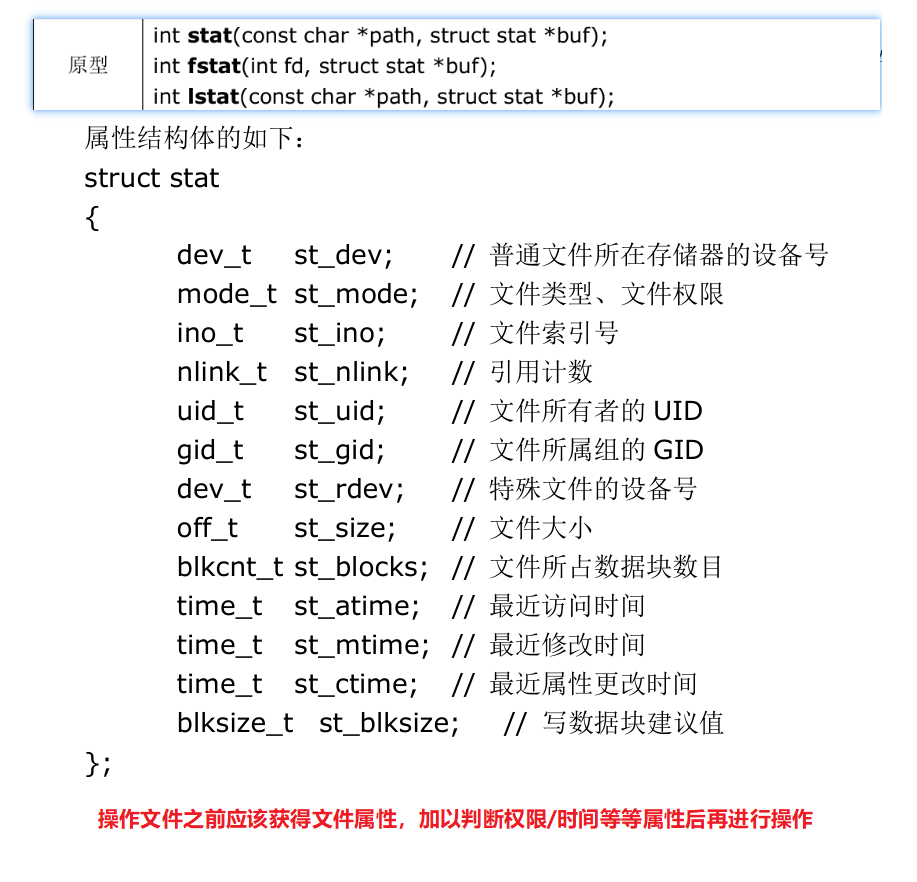 原型
int stat(const char *path, struct stat *buf);
int fstat(int fd, struct stat *buf);
int lstat(const char *path, struct stat *buf);
属性结构体的如下：
struct stat
{
dev_t st_dev; // 普通文件所在存储器的设备号
mode_t st_mode; // 文件类型、文件权限
ino_t st_ino; // 文件索引号
nlink_t st_nlink; // 引用计数
uid_t st_uid; // 文件所有者的 UID
gid_t st_gid; // 文件所属组的 GID
dev_t st_rdev; // 特殊文件的设备号
off_t st_size; // 文件大小
blkcnt_t st_blocks; // 文件所占数据块数目
time_t st_atime; // 最近访问时间
time_t st_mtime; // 最近修改时间
time_t st_ctime; // 最近属性更改时间
blksize_t st_blksize; // 写数据块建议值
};
操作文件之前应该获得文件属性，加以判断权限/时间等等属性后再进行操作